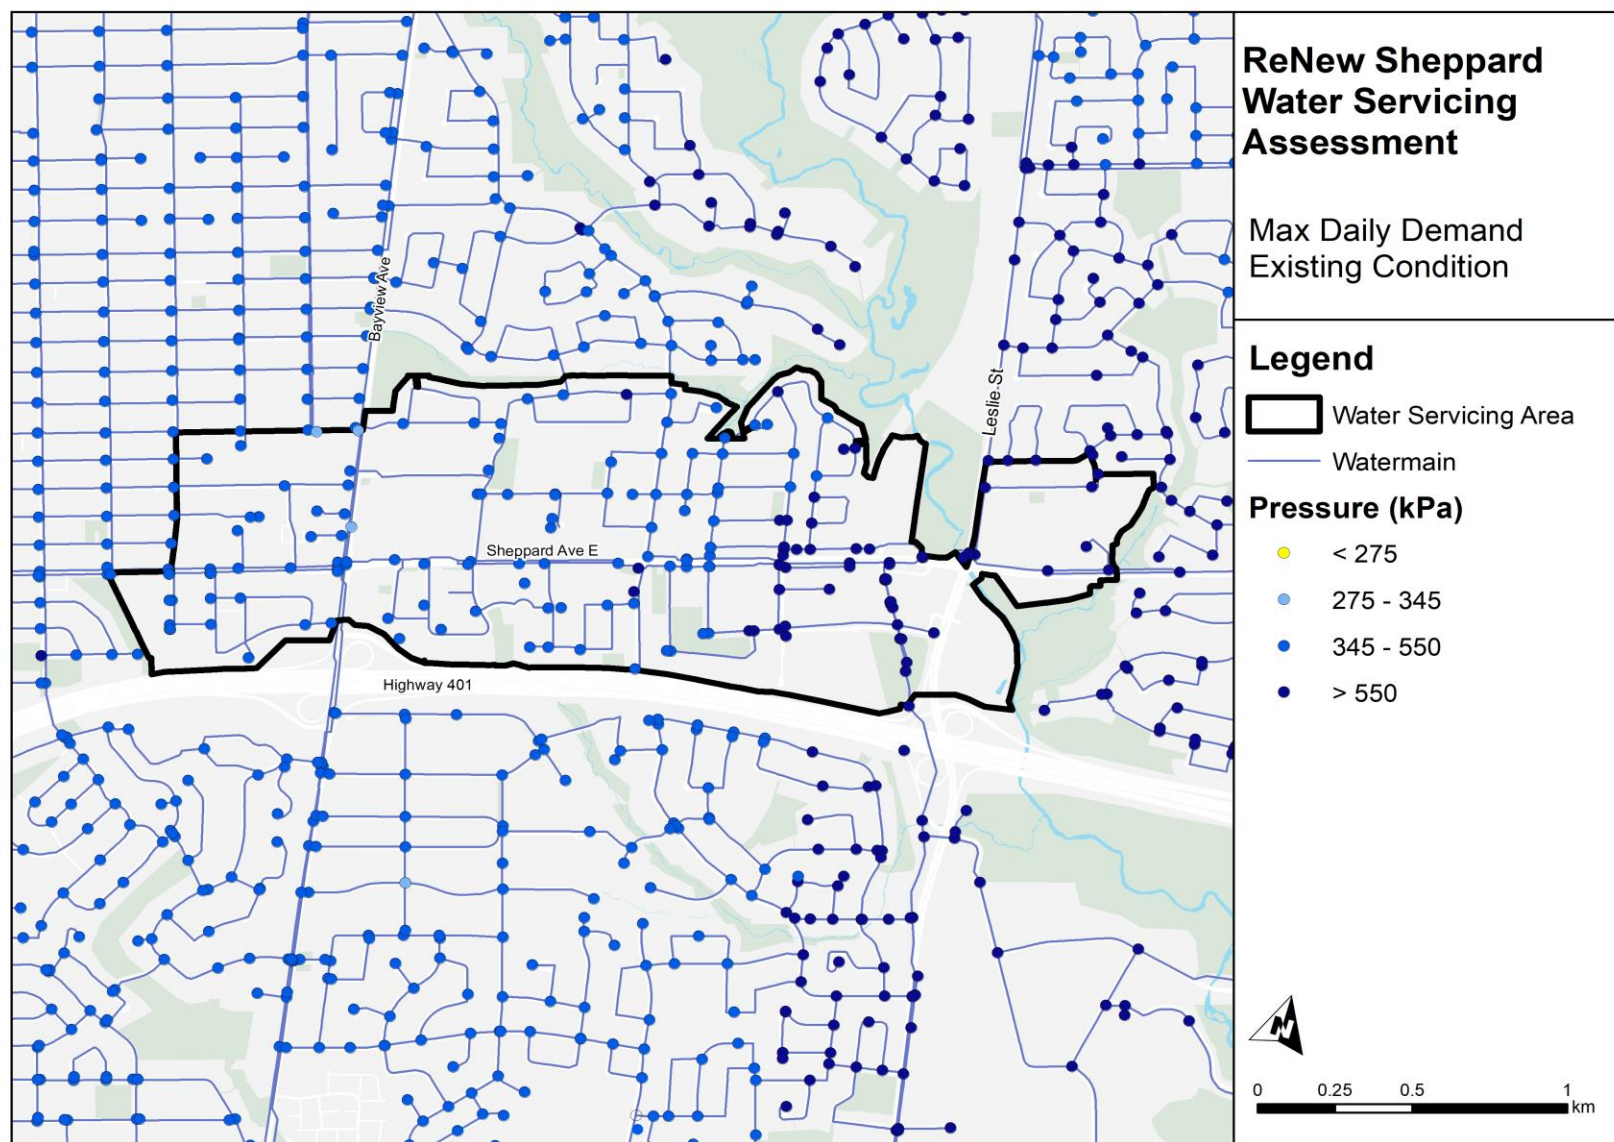 ReNew Sheppard
Water Servicing
Assessment
Max Daily Demand
Existing Condition
Legend
Water Servicing Area
Watermain
Pressure (kPa)
< 275
275 - 345
345 - 550
> 550
Bayview Ave
Leslie St
Sheppard Ave E
Highway 401
N
0 0.25 0.5 1
km